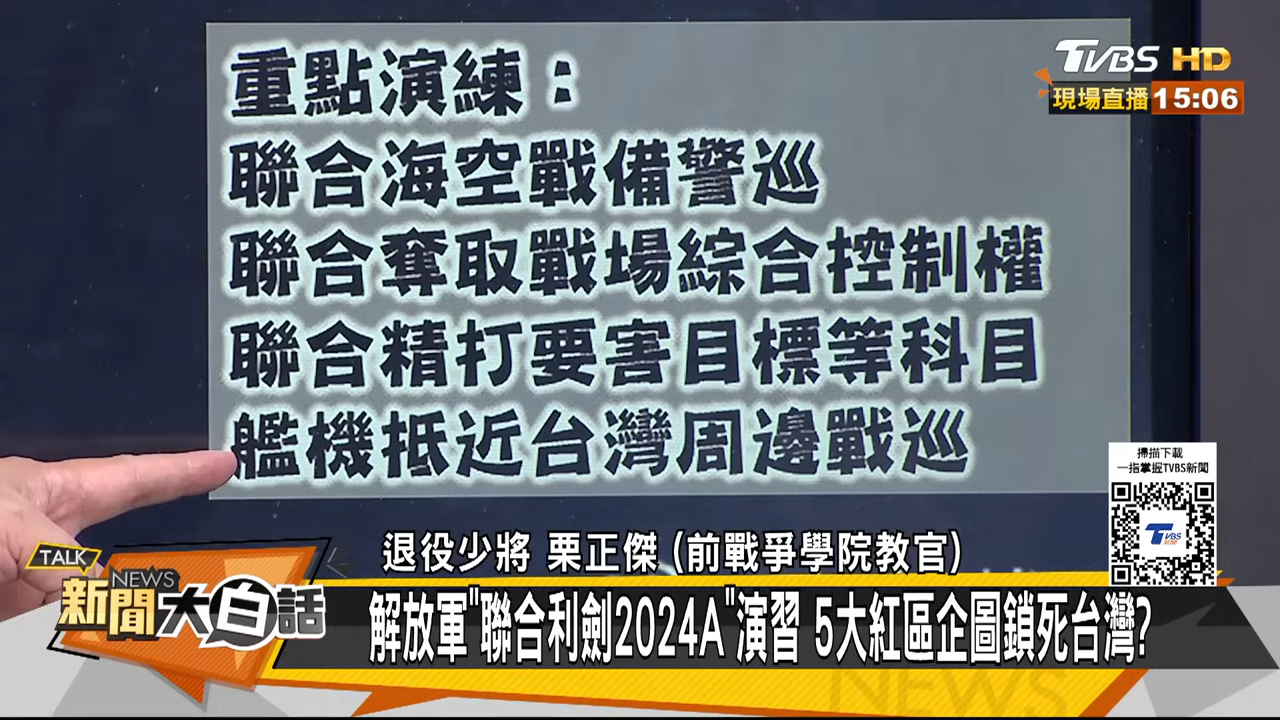 重點演練：
聯合海空戰備警巡
聯合奪取戰場綜合控制權
聯合精打要害目標等科目
艦機抵近台灣周邊戰巡
TVBS HD
現場直播 15:06
掃描下載
一指掌握TVBS新聞
TVBS
新聞
退役少將 栗正傑 (前戰爭學院教官)
TALK
NEWS
新聞大白話
解放軍"聯合利劍2024A"演習 5大紅區企圖鎖死台灣?
NEWS